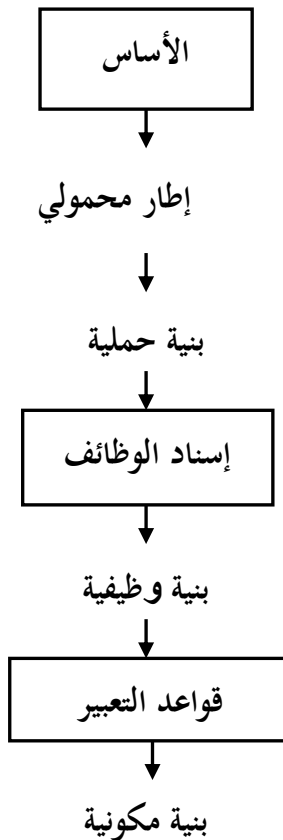 الأساس
إطار محمولي
بنية حملية
إسناد الوظائف
بنية وظيفية
قواعد التعبير
بنية مكونية